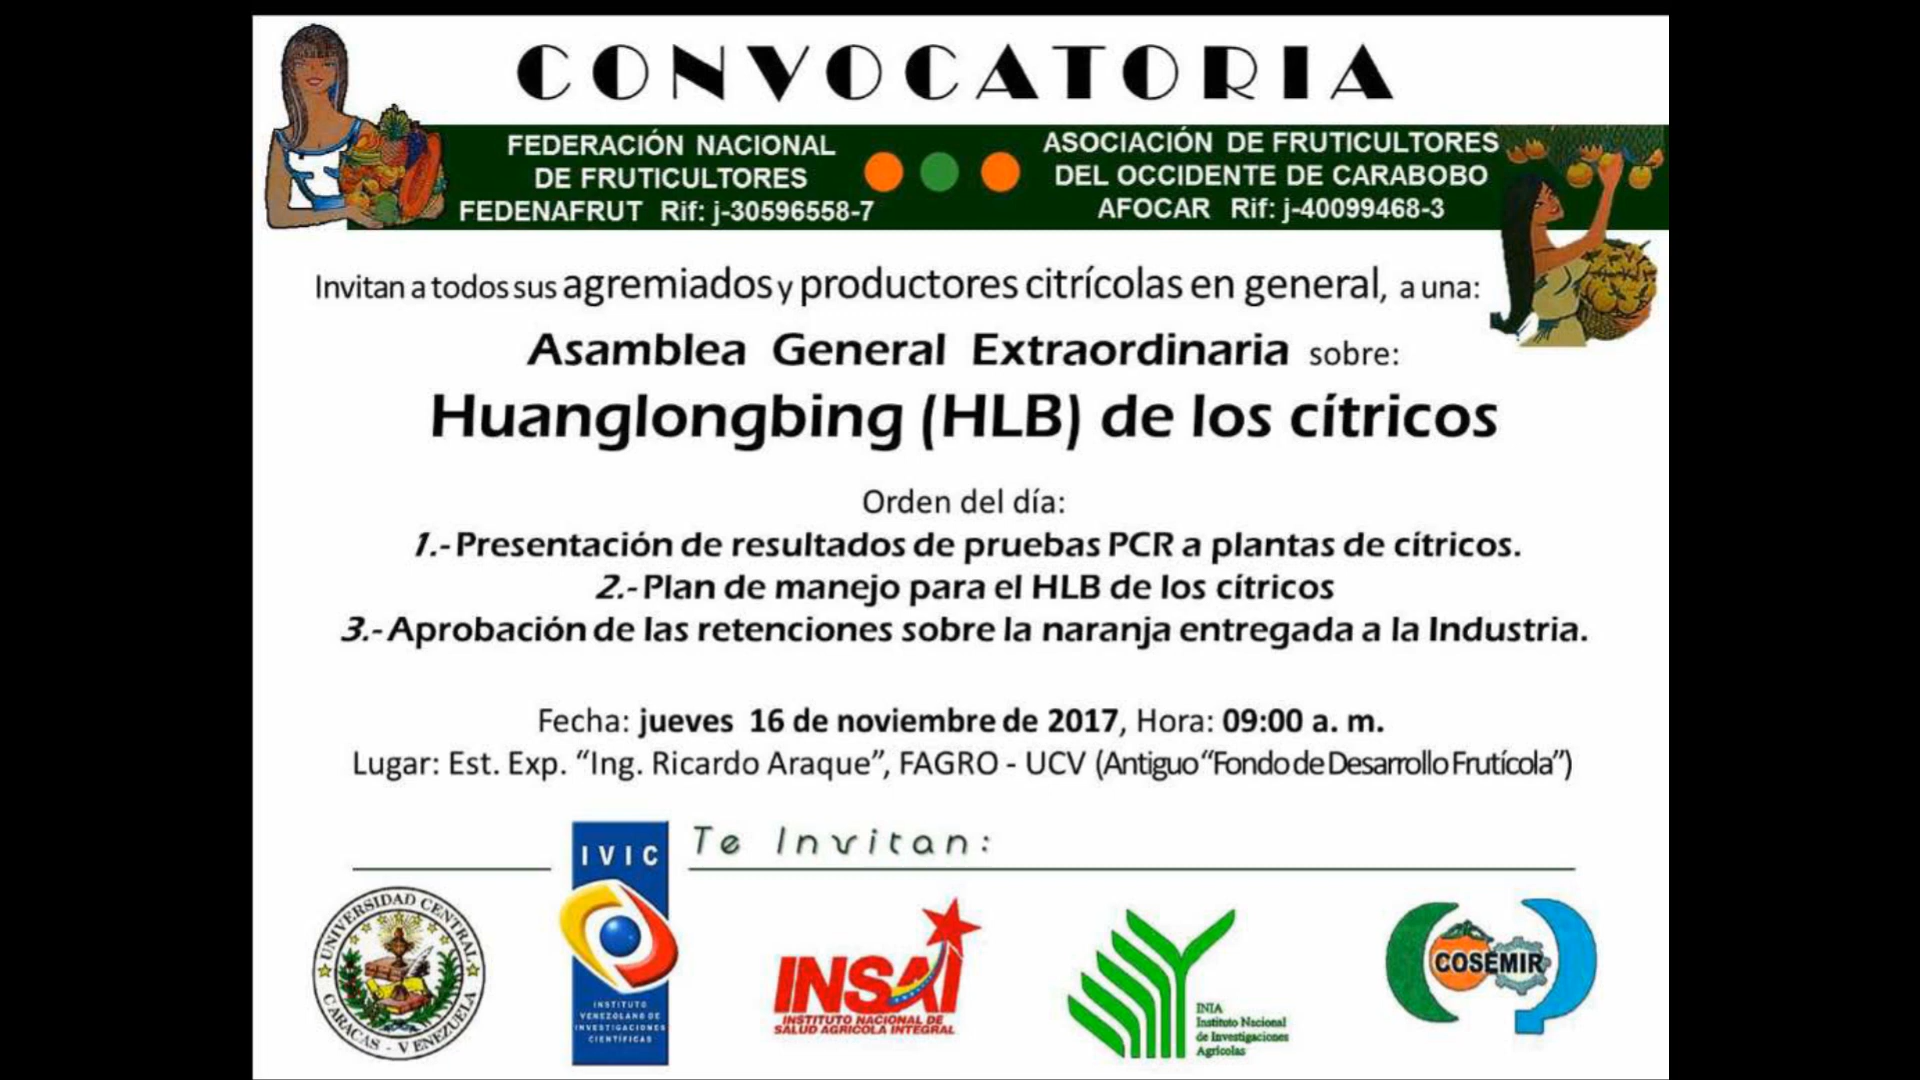 CONVOCATORIA
FEDERACIÓN NACIONAL
DE FRUTICULTORES
FEDENAFRUT Rif: j-30596558-7
ASOCIACIÓN DE FRUTICULTORES
DEL OCCIDENTE DE CARABOBO
AFOCAR Rif: j-40099468-3
Invitan a todos sus agremiados y productores citrícolas en general, a una:
Asamblea General Extraordinaria sobre:
Huanglongbing (HLB) de los cítricos
Orden del día:
1.- Presentación de resultados de pruebas PCR a plantas de cítricos.
2.- Plan de manejo para el HLB de los cítricos
3.- Aprobación de las retenciones sobre la naranja entregada a la Industria.
Fecha: jueves 16 de noviembre de 2017, Hora: 09:00 a. m.
Lugar: Est. Exp. “Ing. Ricardo Araque”, FAGRO - UCV (Antiguo “Fondo de Desarrollo Frutícola”)
Te Invitan:
UNIVERSIDAD CENTRAL
CARACAS - VENEZUELA
IVIC
INSTITUTO
VENEZOLANO DE
INVESTIGACIONES
CIENTÍFICAS
INSAI
INSTITUTO NACIONAL DE
SALUD AGRICOLA INTEGRAL
INIA
Instituto Nacional
de Investigaciones
Agrícolas
COSEMIR